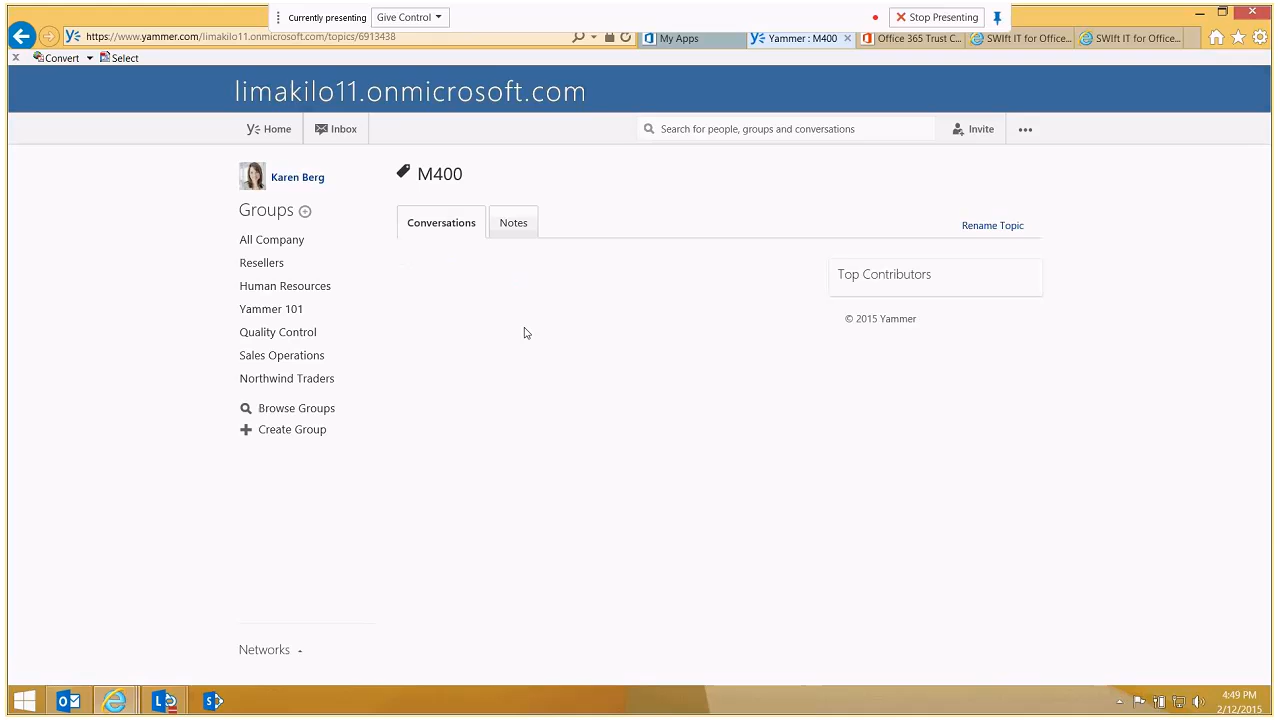 Currently presenting
Give Control
Stop Presenting
https://www.yammer.com/limakilo11.onmicrosoft.com/topics/6913438
My Apps
Yammer : M400
Office 365 Trust C...
SWIft IT for Office...
SWIft IT for Office...
Convert
Select
limakilo11.onmicrosoft.com
Home
Inbox
Search for people, groups and conversations
Invite
Karen Berg
M400
Groups
Conversations
Notes
Rename Topic
All Company
Resellers
Human Resources
Yammer 101
Quality Control
Sales Operations
Northwind Traders
Browse Groups
Create Group
Top Contributors
© 2015 Yammer
Networks
4:49 PM
2/12/2015